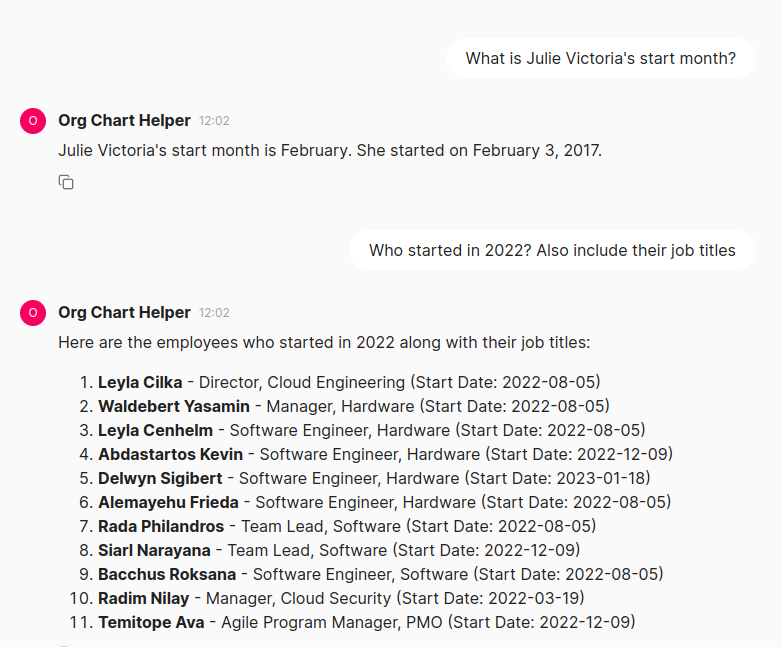 What is Julie Victoria's start month?
O
Org Chart Helper 12:02
Julie Victoria's start month is February. She started on February 3, 2017.
Who started in 2022? Also include their job titles
O
Org Chart Helper 12:02
Here are the employees who started in 2022 along with their job titles:
1. Leyla Cilka - Director, Cloud Engineering (Start Date: 2022-08-05)
2. Waldebert Yasamin - Manager, Hardware (Start Date: 2022-08-05)
3. Leyla Cenhelm - Software Engineer, Hardware (Start Date: 2022-08-05)
4. Abdastartos Kevin - Software Engineer, Hardware (Start Date: 2022-12-09)
5. Delwyn Sigibert - Software Engineer, Hardware (Start Date: 2023-01-18)
6. Alemayehu Frieda - Software Engineer, Hardware (Start Date: 2022-08-05)
7. Rada Philandros - Team Lead, Software (Start Date: 2022-08-05)
8. Siarl Narayana - Team Lead, Software (Start Date: 2022-12-09)
9. Bacchus Roksana - Software Engineer, Software (Start Date: 2022-08-05)
10. Radim Nilay - Manager, Cloud Security (Start Date: 2022-03-19)
11. Temitope Ava - Agile Program Manager, PMO (Start Date: 2022-12-09)